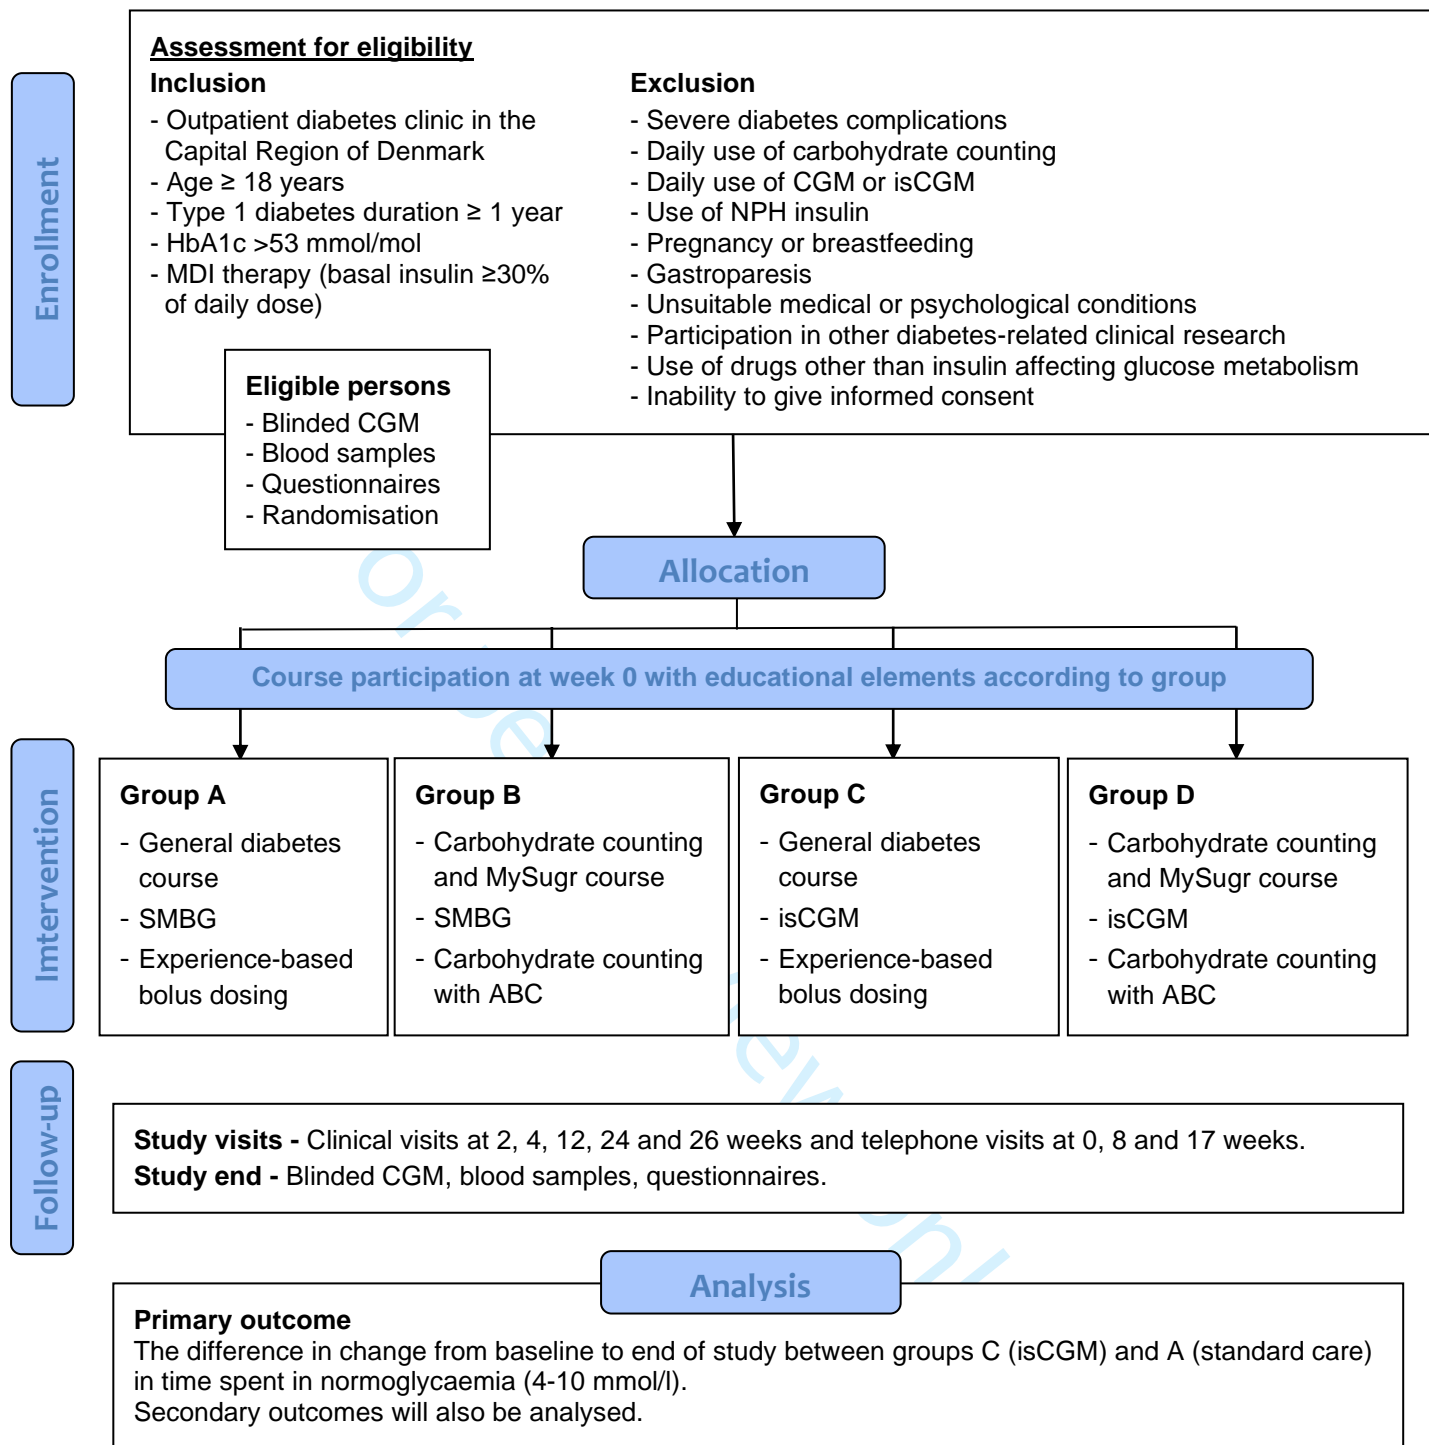 Enrollment
Assessment for eligibility
Inclusion
- Outpatient diabetes clinic in the
Capital Region of Denmark
- Age ≥ 18 years
- Type 1 diabetes duration ≥ 1 year
- HbA1c >53 mmol/mol
- MDI therapy (basal insulin ≥30%
of daily dose)
Exclusion
- Severe diabetes complications
- Daily use of carbohydrate counting
- Daily use of CGM or isCGM
- Use of NPH insulin
- Pregnancy or breastfeeding
- Gastroparesis
- Unsuitable medical or psychological conditions
- Participation in other diabetes-related clinical research
- Use of drugs other than insulin affecting glucose metabolism
- Inability to give informed consent
Eligible persons
- Blinded CGM
- Blood samples
- Questionnaires
- Randomisation
Allocation
Course participation at week 0 with educational elements according to group
Imtervention
Group A
- General diabetes
course
- SMBG
- Experience-based
bolus dosing
Group B
- Carbohydrate counting
and MySugr course
- SMBG
- Carbohydrate counting
with ABC
Group C
- General diabetes
course
- isCGM
- Experience-based
bolus dosing
Group D
- Carbohydrate counting
and MySugr course
- isCGM
- Carbohydrate counting
with ABC
Follow-up
Study visits - Clinical visits at 2, 4, 12, 24 and 26 weeks and telephone visits at 0, 8 and 17 weeks.
Study end - Blinded CGM, blood samples, questionnaires.
Analysis
Primary outcome
The difference in change from baseline to end of study between groups C (isCGM) and A (standard care)
in time spent in normoglycaemia (4-10 mmol/l).
Secondary outcomes will also be analysed.